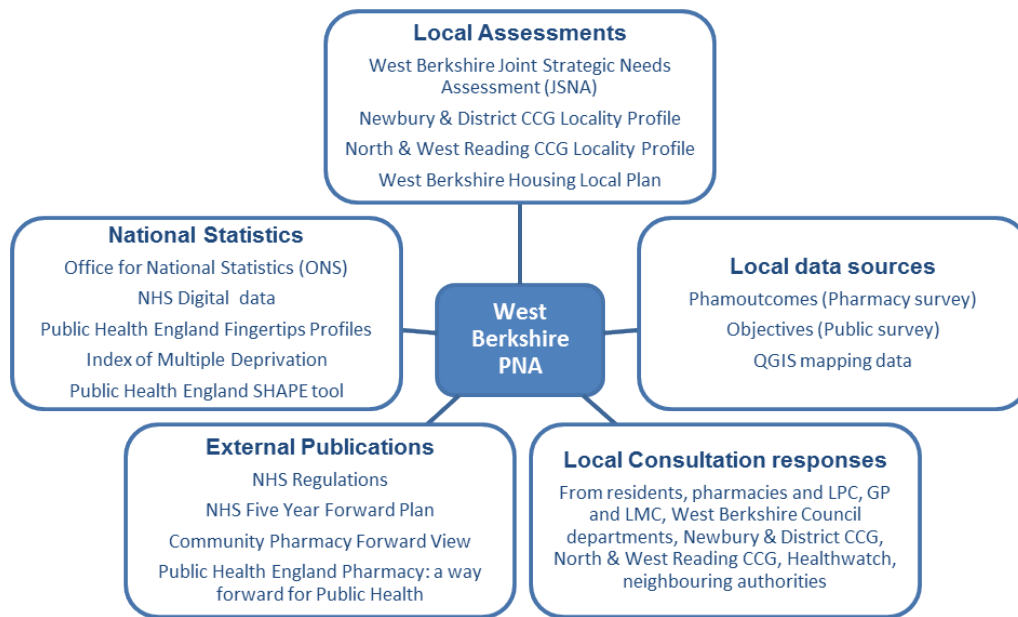 Local Assessments
West Berkshire Joint Strategic Needs
Assessment (JSNA)
Newbury & District CCG Locality Profile
North & West Reading CCG Locality Profile
West Berkshire Housing Local Plan
National Statistics
Office for National Statistics (ONS)
NHS Digital data
Public Health England Fingertips Profiles
Index of Multiple Deprivation
Public Health England SHAPE tool
West
Berkshire
PNA
Local data sources
Phamoutcomes (Pharmacy survey)
Objectives (Public survey)
QGIS mapping data
External Publications
NHS Regulations
NHS Five Year Forward Plan
Community Pharmacy Forward View
Public Health England Pharmacy: a way
forward for Public Health
Local Consultation responses
From residents, pharmacies and LPC, GP
and LMC, West Berkshire Council
departments, Newbury & District CCG,
North & West Reading CCG, Healthwatch,
neighbouring authorities